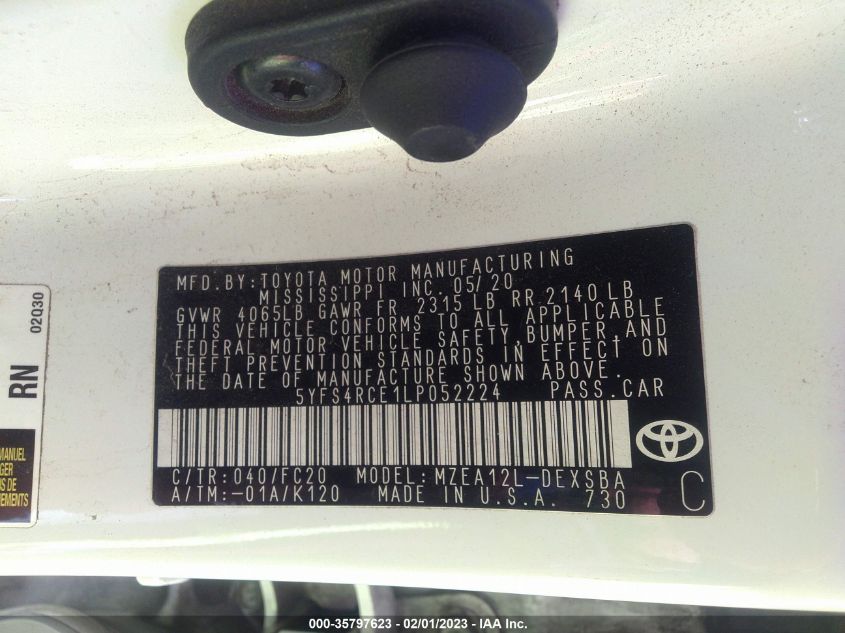 MFD.BY:TOYOTA MOTOR MANUFACTURING
MISSISSIPPI INC. 05/20
GVWR 4065LB GAWR FR 2315 LB RR 2140 LB
THIS VEHICLE CONFORMS TO ALL APPLICABLE
FEDERAL MOTOR VEHICLE SAFETY, BUMPER AND
THEFT PREVENTION STANDARDS IN EFFECT ON
THE DATE OF MANUFACTURE SHOWN ABOVE.
5YFS4RCE1LP052224 PASS.CAR
C/TR:040/FC20 MODEL:MZEA12L-DEXSBA
A/TM:-01A/K120 MADE IN U.S.A. 730
C
RN
02Q30
MANUEL
000-35797623 - 02/01/2023 - © IAA Inc.